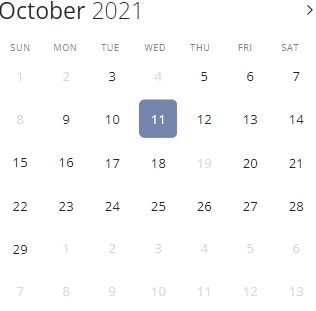 October 2021
SUN MON TUE WED THU FRI SAT
1 2 3 4 5 6 7
8 9 10 11 12 13 14
15 16 17 18 19 20 21
22 23 24 25 26 27 28
29 1 2 3 4 5 6
7 8 9 10 11 12 13